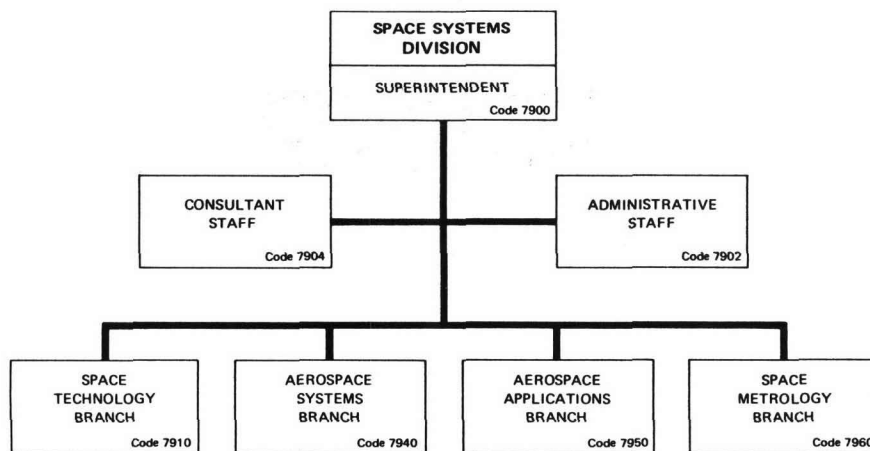 SPACE SYSTEMS
DIVISION
SUPERINTENDENT
Code 7900
CONSULTANT
STAFF
Code 7904
ADMINISTRATIVE
STAFF
Code 7902
SPACE
TECHNOLOGY
BRANCH
Code 7910
AEROSPACE
SYSTEMS
BRANCH
Code 7940
AEROSPACE
APPLICATIONS
BRANCH
Code 7950
SPACE
METROLOGY
BRANCH
Code 7960